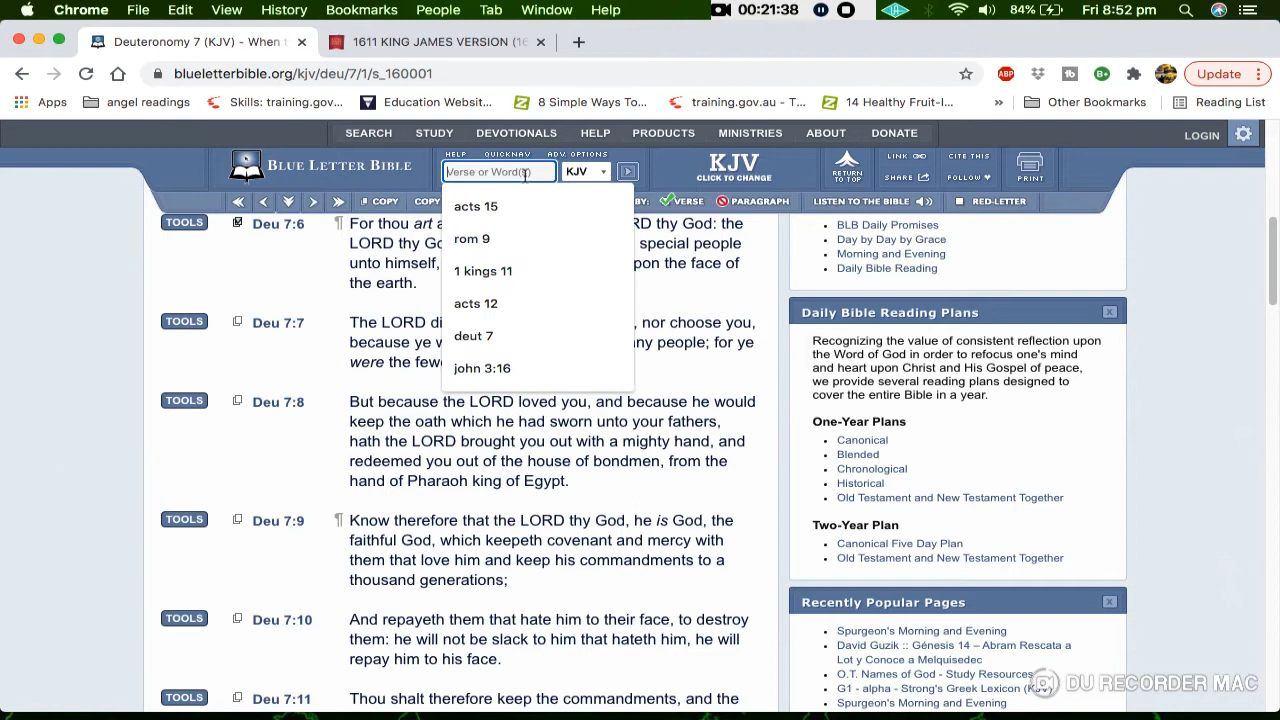 Chrome File Edit View History Bookmarks People Tab Window Help 00:21:38 84% Fri 8:52 pm
Deuteronomy 7 (KJV) - When t 1611 KING JAMES VERSION (16
blueletterbible.org/kjv/deu/7/1/s_160001 ABP Update
Apps angel readings Skills: training.gov... Education Websit... 8 Simple Ways To... training.gov.au - T... 14 Healthy Fruit-I... » Other Bookmarks Reading List
SEARCH STUDY DEVOTIONALS HELP PRODUCTS MINISTRIES ABOUT DONATE LOGIN
HELP QUICKNAV ADV. OPTIONS
BLUE LETTER BIBLE Verse or Word(s) KJV
KJV
CLICK TO CHANGE
RETURN
TO TOP
LINK CITE THIS
SHARE FOLLOW
PRINT
COPY COPY BY: VERSE PARAGRAPH LISTEN TO THE BIBLE RED-LETTER
acts 15
rom 9
1 kings 11
acts 12
deut 7
john 3:16
TOOLS Deu 7:6 ¶ For thou art a RD thy God: the
LORD thy Go special people
unto himself, pon the face of
the earth.
TOOLS Deu 7:7 The LORD di , nor choose you,
because ye w any people; for ye
were the few
TOOLS Deu 7:8 But because the LORD loved you, and because he would
keep the oath which he had sworn unto your fathers,
hath the LORD brought you out with a mighty hand, and
redeemed you out of the house of bondmen, from the
hand of Pharaoh king of Egypt.
TOOLS Deu 7:9 ¶ Know therefore that the LORD thy God, he is God, the
faithful God, which keepeth covenant and mercy with
them that love him and keep his commandments to a
thousand generations;
TOOLS Deu 7:10 And repayeth them that hate him to their face, to destroy
them: he will not be slack to him that hateth him, he will
repay him to his face.
TOOLS Deu 7:11 Thou shalt therefore keep the commandments, and the
BLB Daily Promises
Day by Day by Grace
Morning and Evening
Daily Bible Reading
Daily Bible Reading Plans
Recognizing the value of consistent reflection upon
the Word of God in order to refocus one's mind
and heart upon Christ and His Gospel of peace,
we provide several reading plans designed to
cover the entire Bible in a year.
One-Year Plans
Canonical
Blended
Chronological
Historical
Old Testament and New Testament Together
Two-Year Plan
Canonical Five Day Plan
Old Testament and New Testament Together
Recently Popular Pages
Spurgeon's Morning and Evening
David Guzik :: Génesis 14 – Abram Rescata a
Lot y Conoce a Melquisedec
O.T. Names of God - Study Resources
G1 - alpha - Strong's Greek Lexicon (KJV)
Spurgeon's Morning and Evening
DU RECORDER MAC